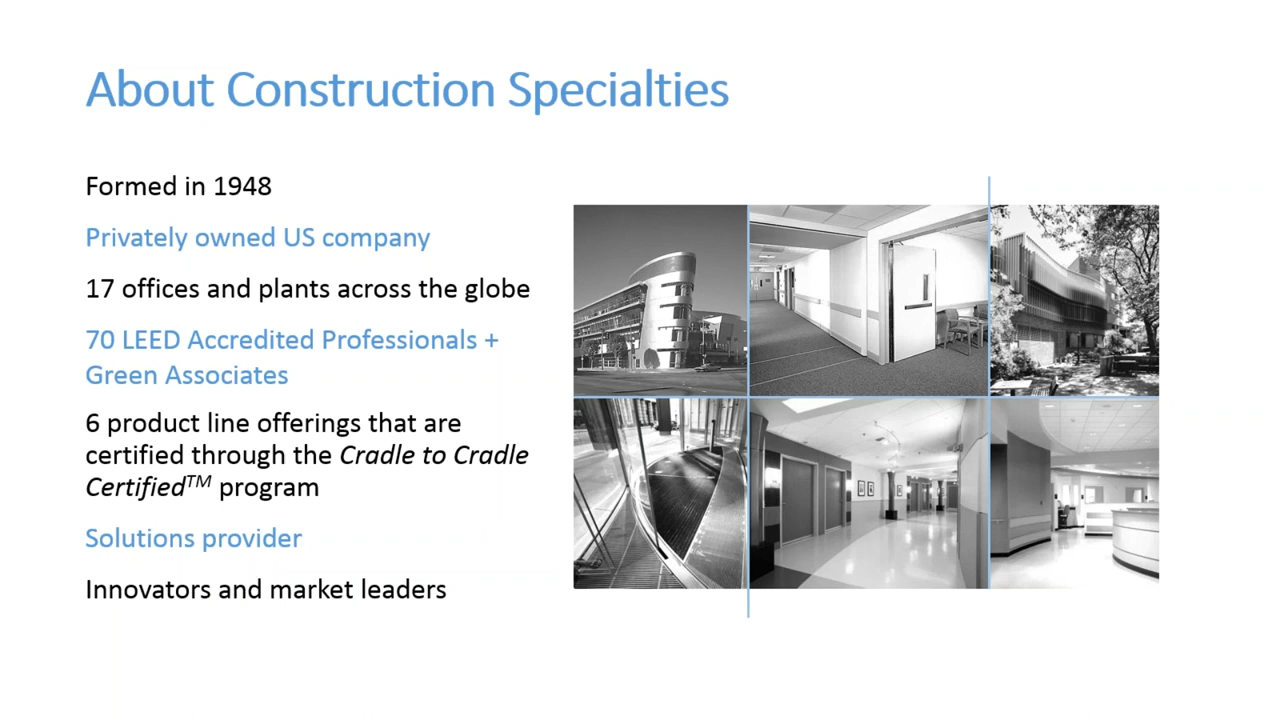 About Construction Specialties
Formed in 1948
Privately owned US company
17 offices and plants across the globe
70 LEED Accredited Professionals +
Green Associates
6 product line offerings that are
certified through the Cradle to Cradle
Certified™ program
Solutions provider
Innovators and market leaders